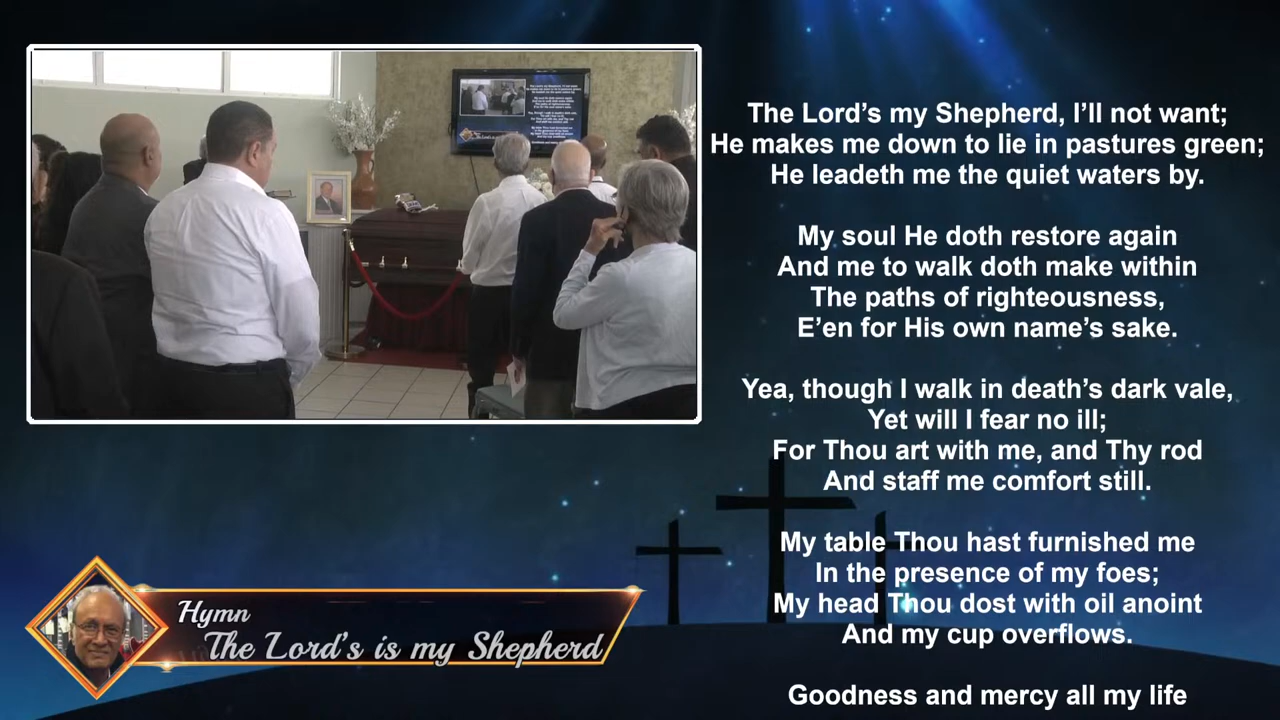 The Lord's my Shepherd, I'll not want;
He makes me down to lie in pastures green;
He leadeth me the quiet waters by.
My soul He doth restore again
And me to walk doth make within
The paths of righteousness,
E'en for His own name's sake.
Yea, though I walk in death's dark vale,
Yet will I fear no ill;
For Thou art with me, and Thy rod
And staff me comfort still.
My table Thou hast furnished me
In the presence of my foes;
My head Thou dost with oil anoint
And my cup overflows.
Goodness and mercy all my life
Hymn
The Lord's is my Shepherd